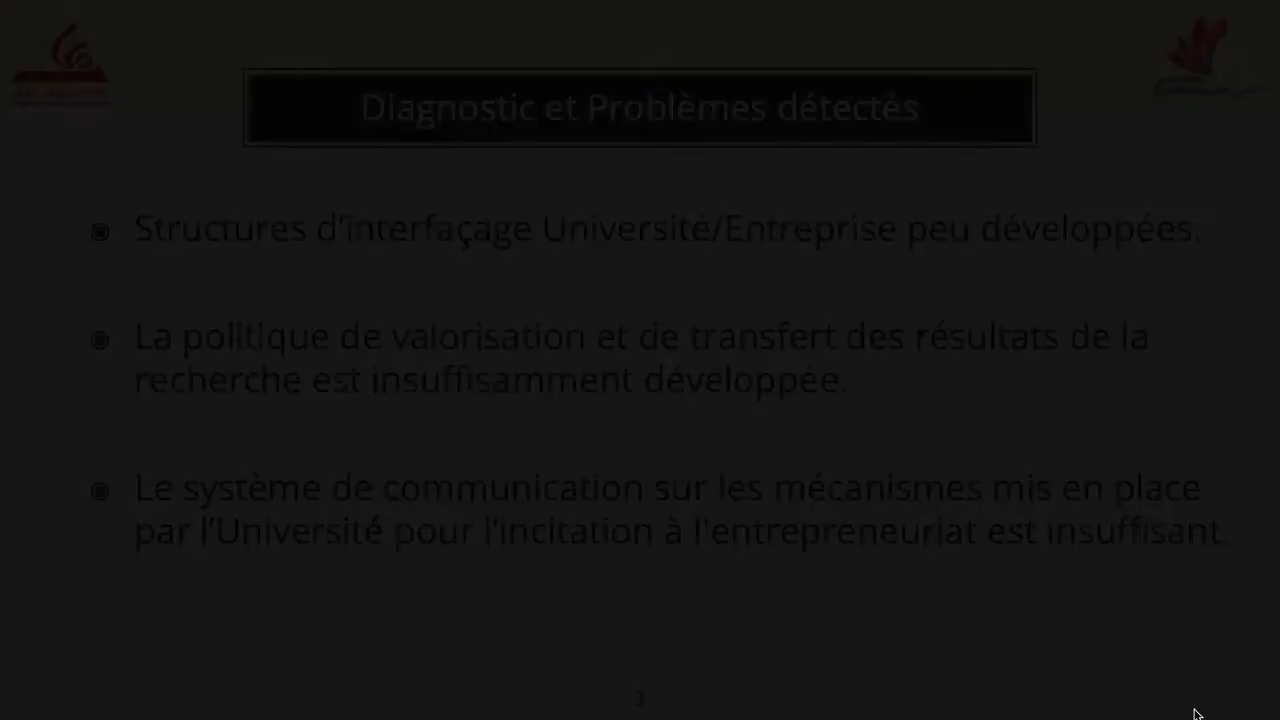 Diagnostic et Problèmes détectés
Structures d'interfaçage Université/Entreprise peu développées.
La politique de valorisation et de transfert des résultats de la
recherche est insuffisamment développée.
Le système de communication sur les mécanismes mis en place
par l'Université pour l'incitation à l'entrepreneuriat est insuffisant.
3